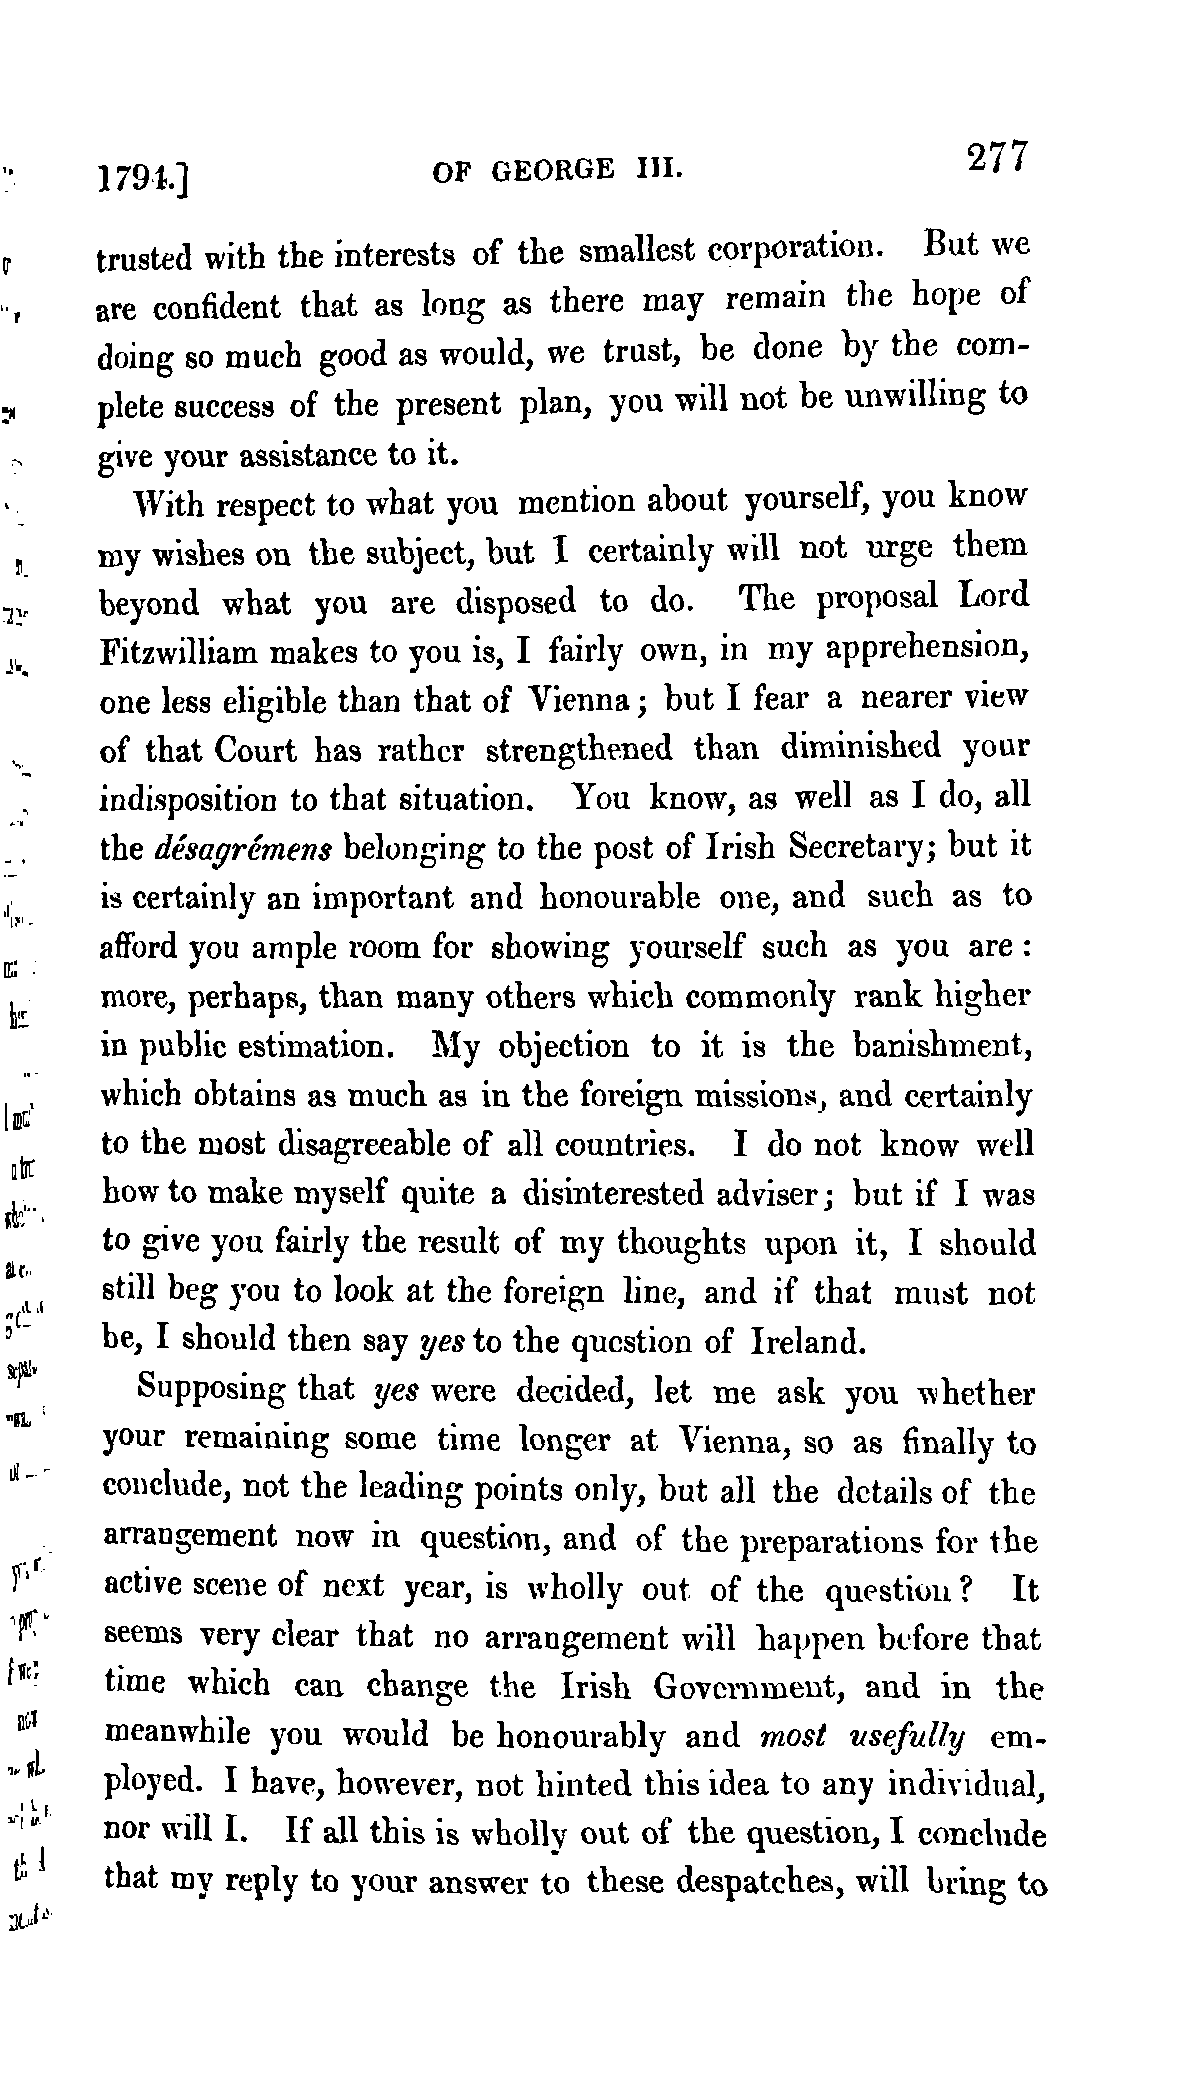 1794.] OF GEORGE III. 277
trusted with the interests of the smallest corporation. But we
are confident that as long as there may remain the hope of
doing so much good as would, we trust, be done by the com-
plete success of the present plan, you will not be unwilling to
give your assistance to it.
With respect to what you mention about yourself, you know
my wishes on the subject, but I certainly will not urge them
beyond what you are disposed to do. The proposal Lord
Fitzwilliam makes to you is, I fairly own, in my apprehension,
one less eligible than that of Vienna; but I fear a nearer view
of that Court has rather strengthened than diminished your
indisposition to that situation. You know, as well as I do, all
the désagrémens belonging to the post of Irish Secretary; but it
is certainly an important and honourable one, and such as to
afford you ample room for showing yourself such as you are:
more, perhaps, than many others which commonly rank higher
in public estimation. My objection to it is the banishment,
which obtains as much as in the foreign missions, and certainly
to the most disagreeable of all countries. I do not know well
how to make myself quite a disinterested adviser; but if I was
to give you fairly the result of my thoughts upon it, I should
still beg you to look at the foreign line, and if that must not
be, I should then say yes to the question of Ireland.
Supposing that yes were decided, let me ask you whether
your remaining some time longer at Vienna, so as finally to
conclude, not the leading points only, but all the details of the
arrangement now in question, and of the preparations for the
active scene of next year, is wholly out of the question? It
seems very clear that no arrangement will happen before that
time which can change the Irish Government, and in the
meanwhile you would be honourably and most usefully em-
ployed. I have, however, not hinted this idea to any individual,
nor will I. If all this is wholly out of the question, I conclude
that my reply to your answer to these despatches, will bring to